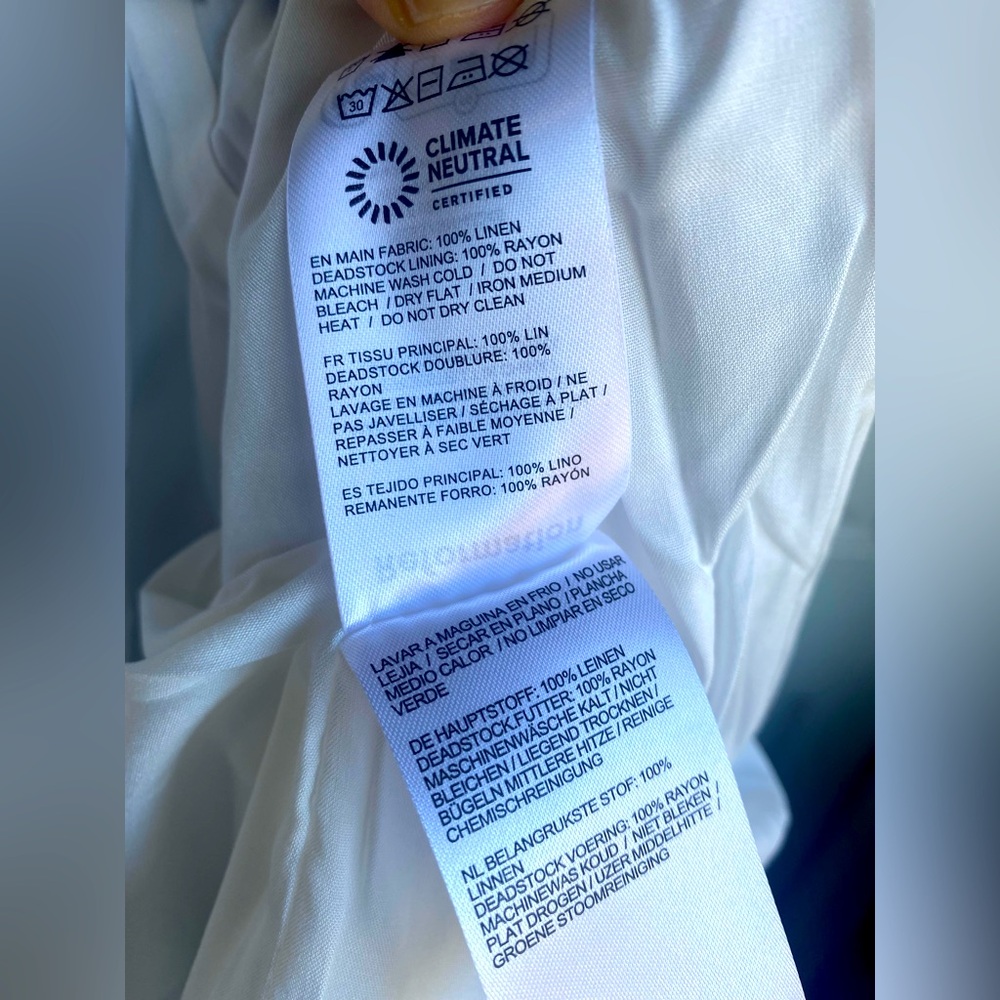 30
CLIMATE
NEUTRAL
CERTIFIED
EN MAIN FABRIC: 100% LINEN
DEADSTOCK LINING: 100% RAYON
MACHINE WASH COLD / DO NOT
BLEACH / DRY FLAT / IRON MEDIUM
HEAT / DO NOT DRY CLEAN
FR TISSU PRINCIPAL: 100% LIN
DEADSTOCK DOUBLURE: 100%
RAYON
LAVAGE EN MACHINE À FROID / NE
PAS JAVELLISER / SÉCHAGE À PLAT /
REPASSER À FAIBLE MOYENNE /
NETTOYER À SEC VERT
ES TEJIDO PRINCIPAL: 100% LINO
REMANENTE FORRO: 100% RAYÓN
Reformation
LAVAR A MAGUINA EN FRIO / NO USAR
LEJIA / SECAR EN PLANO / PLANCHA
MEDIO CALOR / NO LIMPIAR EN SECO
VERDE
DE HAUPTSTOFF: 100% LEINEN
DEADSTOCK.FUTTER: 100% RAYON
MASCHINENWÄSCHE KALT / NICHT
BLEICHEN / LIEGEND TROCKNEN /
BÜGELN MITTLERE HITZE / REINIGE
CHEMISCHREINIGUNG
NL BELANGRUKSTE STOF: 100%
LINNEN
DEADSTOCK VOERING: 100% RAYON
MACHINEWAS KOUD / NIET BLEKEN /
PLAT DROGEN / UZER MIDDELHITTE /
GROENE STOOMREINIGING